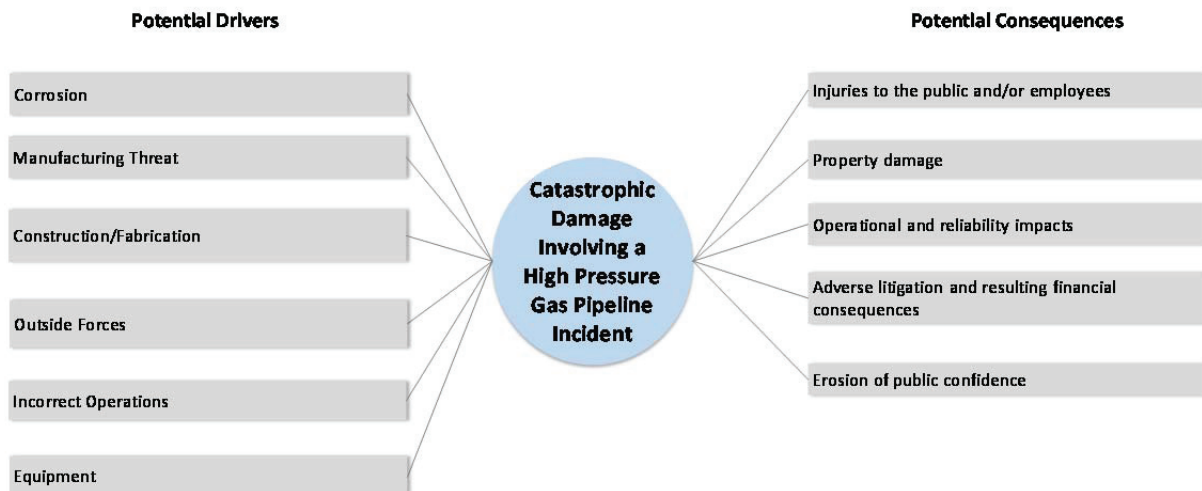 Potential Drivers
Potential Consequences
Corrosion
Manufacturing Threat
Construction/Fabrication
Outside Forces
Incorrect Operations
Equipment
Catastrophic
Damage
Involving a
High Pressure
Gas Pipeline
Incident
Injuries to the public and/or employees
Property damage
Operational and reliability impacts
Adverse litigation and resulting financial
consequences
Erosion of public confidence